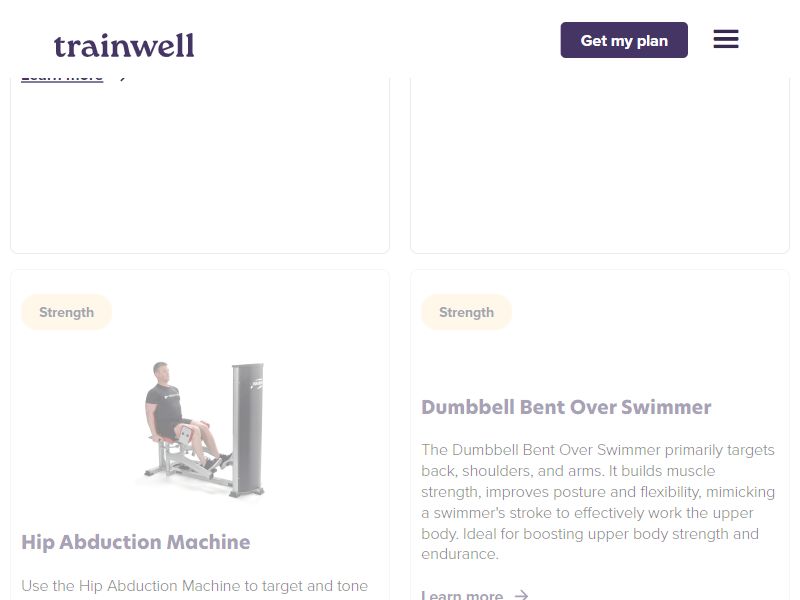 trainwell
Get my plan
Learn more
Strength
Hip Abduction Machine
Use the Hip Abduction Machine to target and tone
Strength
Dumbbell Bent Over Swimmer
The Dumbbell Bent Over Swimmer primarily targets
back, shoulders, and arms. It builds muscle
strength, improves posture and flexibility, mimicking
a swimmer's stroke to effectively work the upper
body. Ideal for boosting upper body strength and
endurance.
Learn more